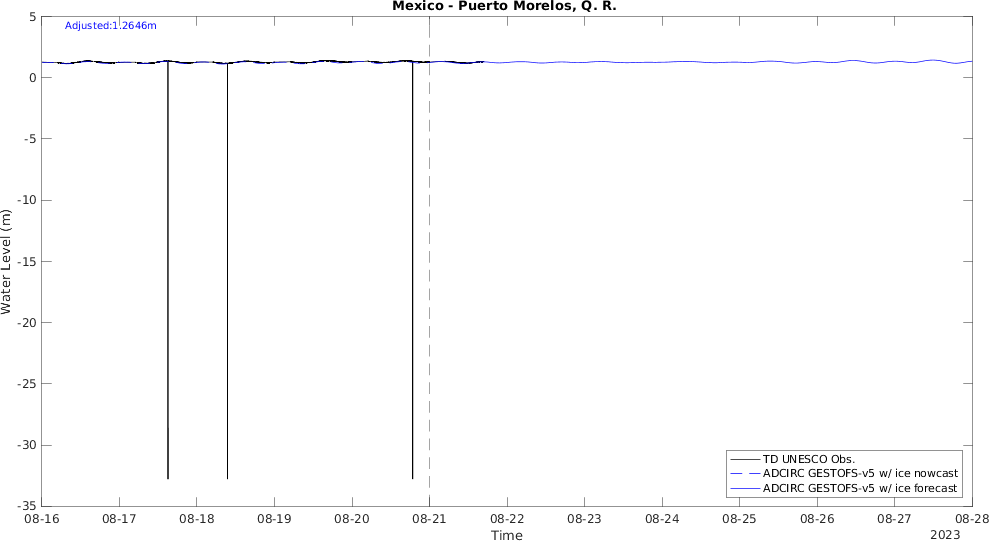 Mexico - Puerto Morelos, Q. R.
Adjusted:1.2646m
5
0
-5
-10
-15
-20
-25
-30
-35
Water Level (m)
08-16 08-17 08-18 08-19 08-20 08-21 08-22 08-23 08-24 08-25 08-26 08-27 08-28
Time
2023
TD UNESCO Obs.
ADCIRC GESTOFS-v5 w/ ice nowcast
ADCIRC GESTOFS-v5 w/ ice forecast